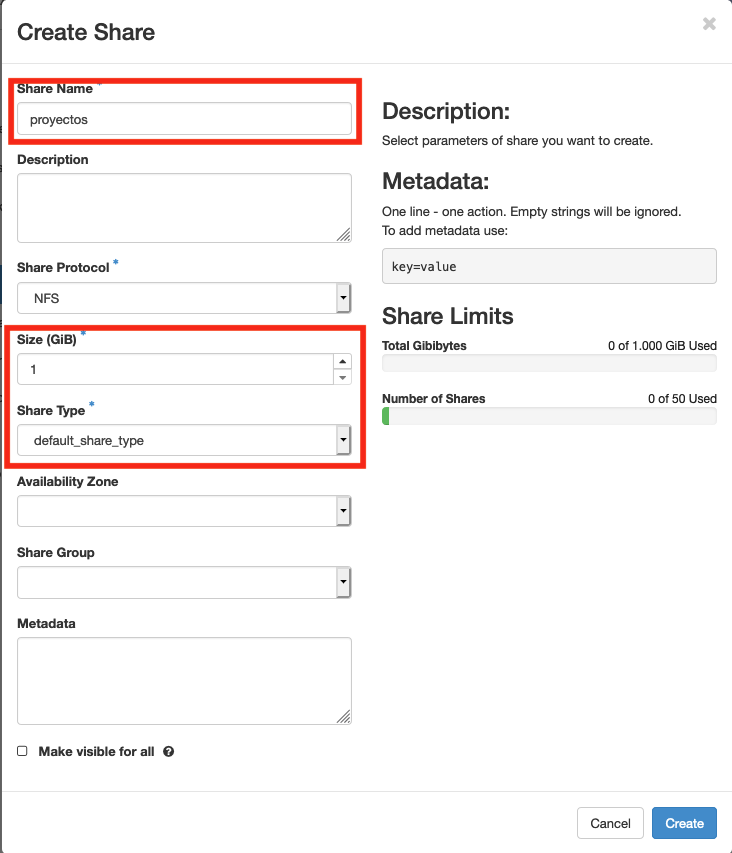 Create Share
×
Share Name *
proyectos
Description
Share Protocol *
NFS
Size (GiB) *
1
Share Type *
default_share_type
Availability Zone
Share Group
Metadata
Make visible for all ?
Description:
Select parameters of share you want to create.
Metadata:
One line - one action. Empty strings will be ignored.
To add metadata use:
key=value
Share Limits
Total Gibibytes 0 of 1.000 GiB Used
Number of Shares 0 of 50 Used
Cancel Create